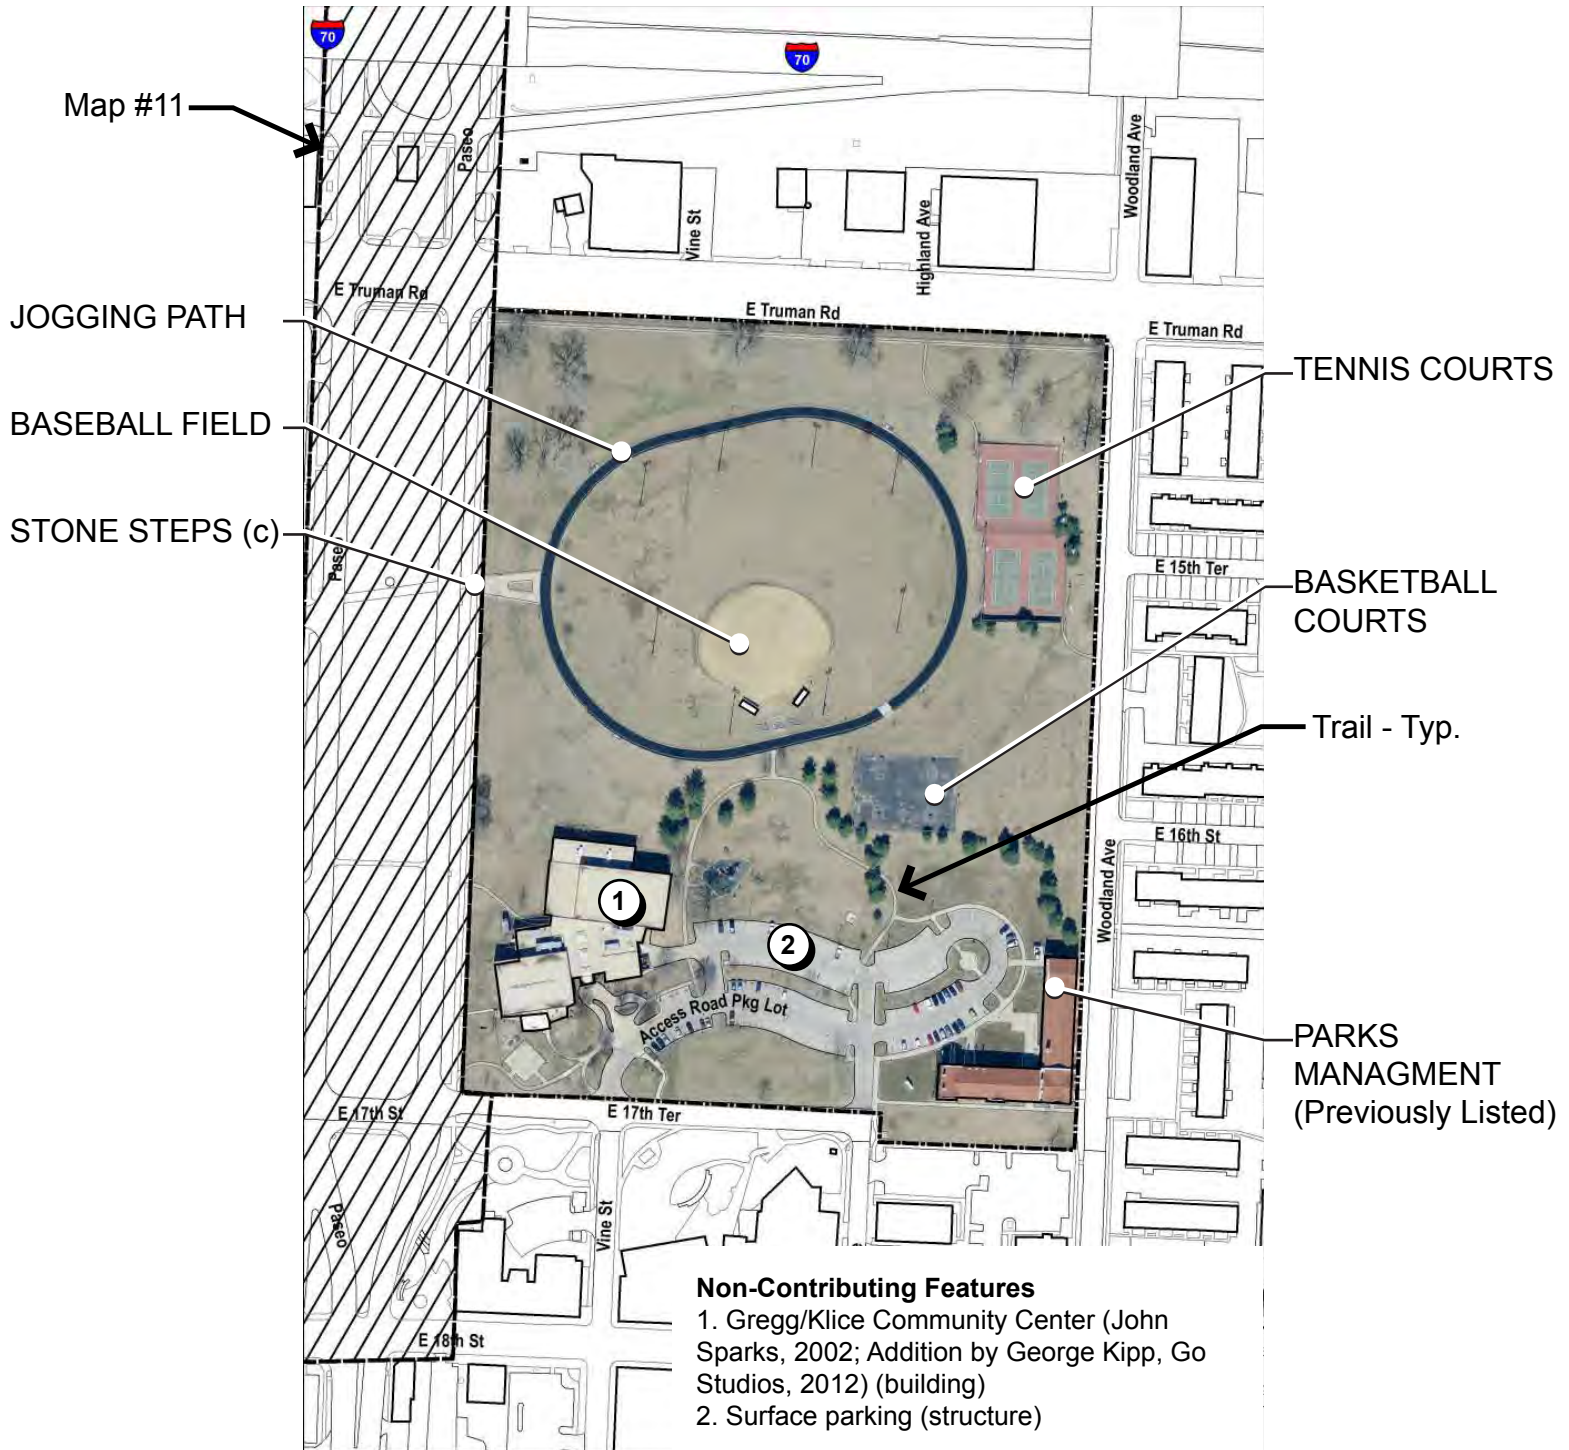 70
70
Map #11
Paseo
Woodland Ave
Vine St
Highland Ave
E Truman Rd
E Truman Rd
E Truman Rd
JOGGING PATH
TENNIS COURTS
BASEBALL FIELD
STONE STEPS (c)
Paseo
E 15th Ter
BASKETBALL
COURTS
Trail - Typ.
E 16th St
Woodland Ave
1
2
Access Road Pkg Lot
PARKS
MANAGMENT
(Previously Listed)
E 17th St
E 17th Ter
Paseo
Vine St
E 18th St
Non-Contributing Features
1. Gregg/Klice Community Center (John
Sparks, 2002; Addition by George Kipp, Go
Studios, 2012) (building)
2. Surface parking (structure)